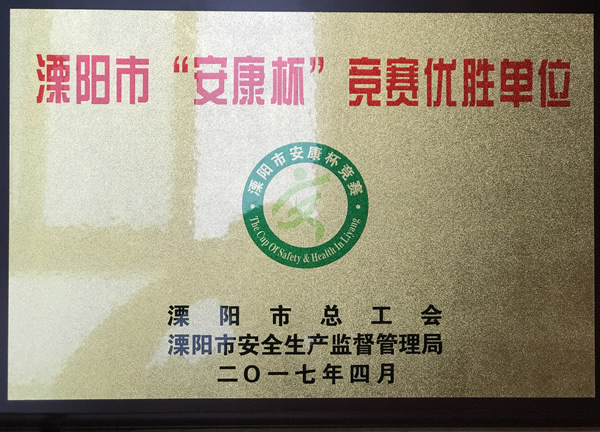 溧阳市“安康杯”竞赛优胜单位
溧阳市安康杯竞赛
The Cup Of Safety & Health In Liyang
溧阳市总工会
溧阳市安全生产监督管理局
二〇一七年四月